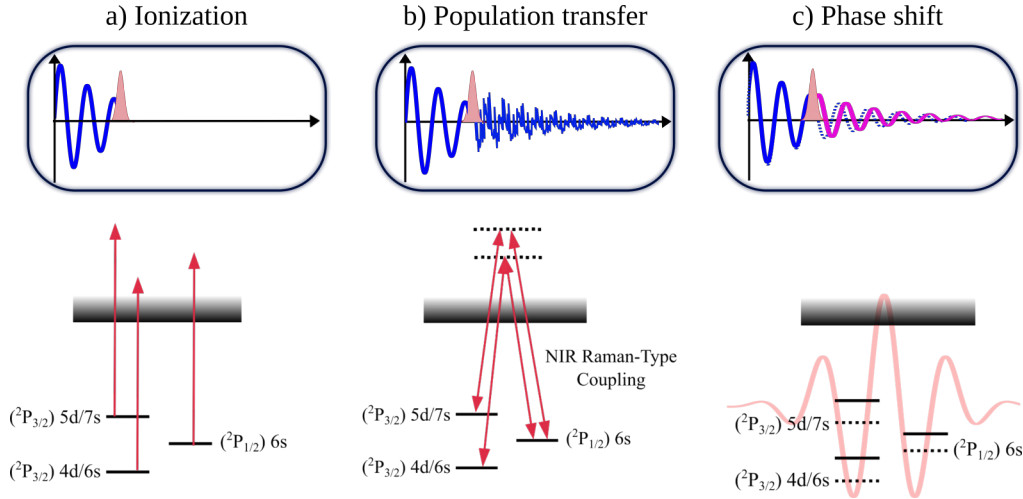 a) Ionization
b) Population transfer
c) Phase shift
(²P₃/₂) 5d/7s
(²P₁/₂) 6s
(²P₃/₂) 4d/6s
NIR Raman-Type
Coupling
(²P₃/₂) 5d/7s
(²P₁/₂) 6s
(²P₃/₂) 4d/6s
(²P₃/₂) 5d/7s
(²P₁/₂) 6s
(²P₃/₂) 4d/6s